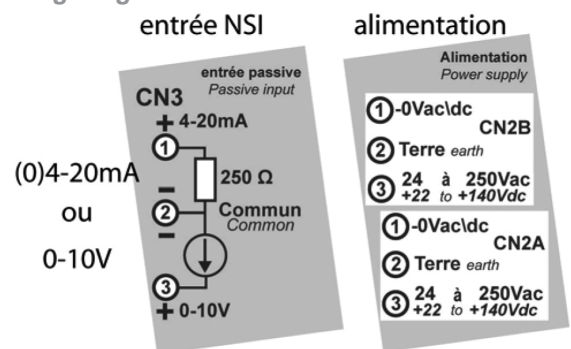 entrée NSI
entrée passive
Passive input
CN3
+ 4-20mA
1
250 Ω
-
2
-
Commun
Common
3
+ 0-10V
(0)4-20mA
ou
0-10V
alimentation
Alimentation
Power supply
1 -0Vac\dc
CN2B
2 Terre earth
3 24 à 250Vac
+22 to +140Vdc
1 -0Vac\dc
CN2A
2 Terre earth
3 24 à 250Vac
+22 to +140Vdc